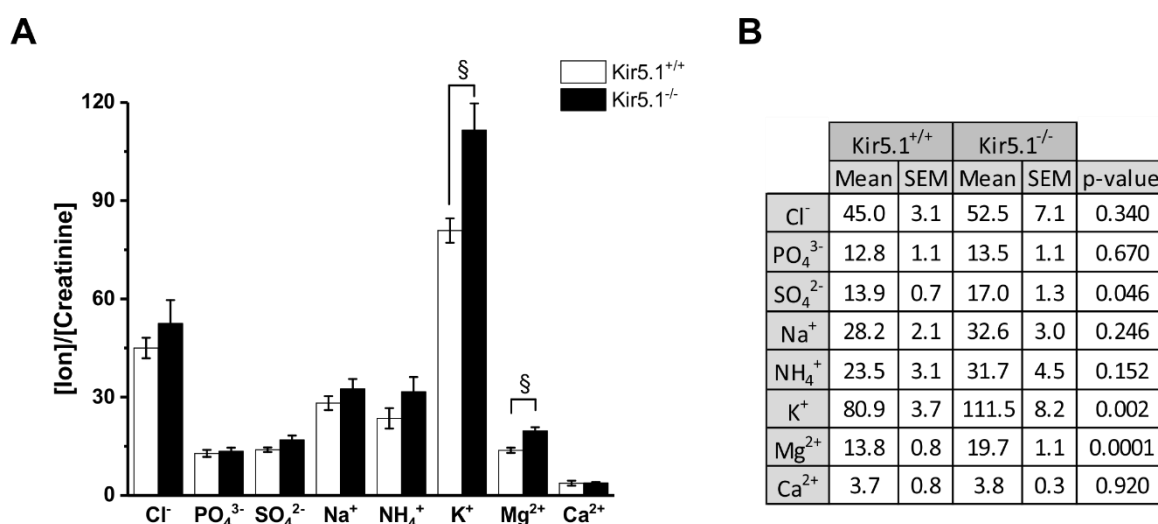 A
B
[Ion]/[Creatinine]
120
90
60
30
0
§
§
Kir5.1+/+
Kir5.1-/-
Cl- PO₄3- SO₄2- Na+ NH₄+ K+ Mg2+ Ca2+
Kir5.1+/+ Kir5.1-/-
Mean SEM Mean SEM p-value
Cl- 45.0 3.1 52.5 7.1 0.340
PO₄3- 12.8 1.1 13.5 1.1 0.670
SO₄2- 13.9 0.7 17.0 1.3 0.046
Na+ 28.2 2.1 32.6 3.0 0.246
NH₄+ 23.5 3.1 31.7 4.5 0.152
K+ 80.9 3.7 111.5 8.2 0.002
Mg2+ 13.8 0.8 19.7 1.1 0.0001
Ca2+ 3.7 0.8 3.8 0.3 0.920